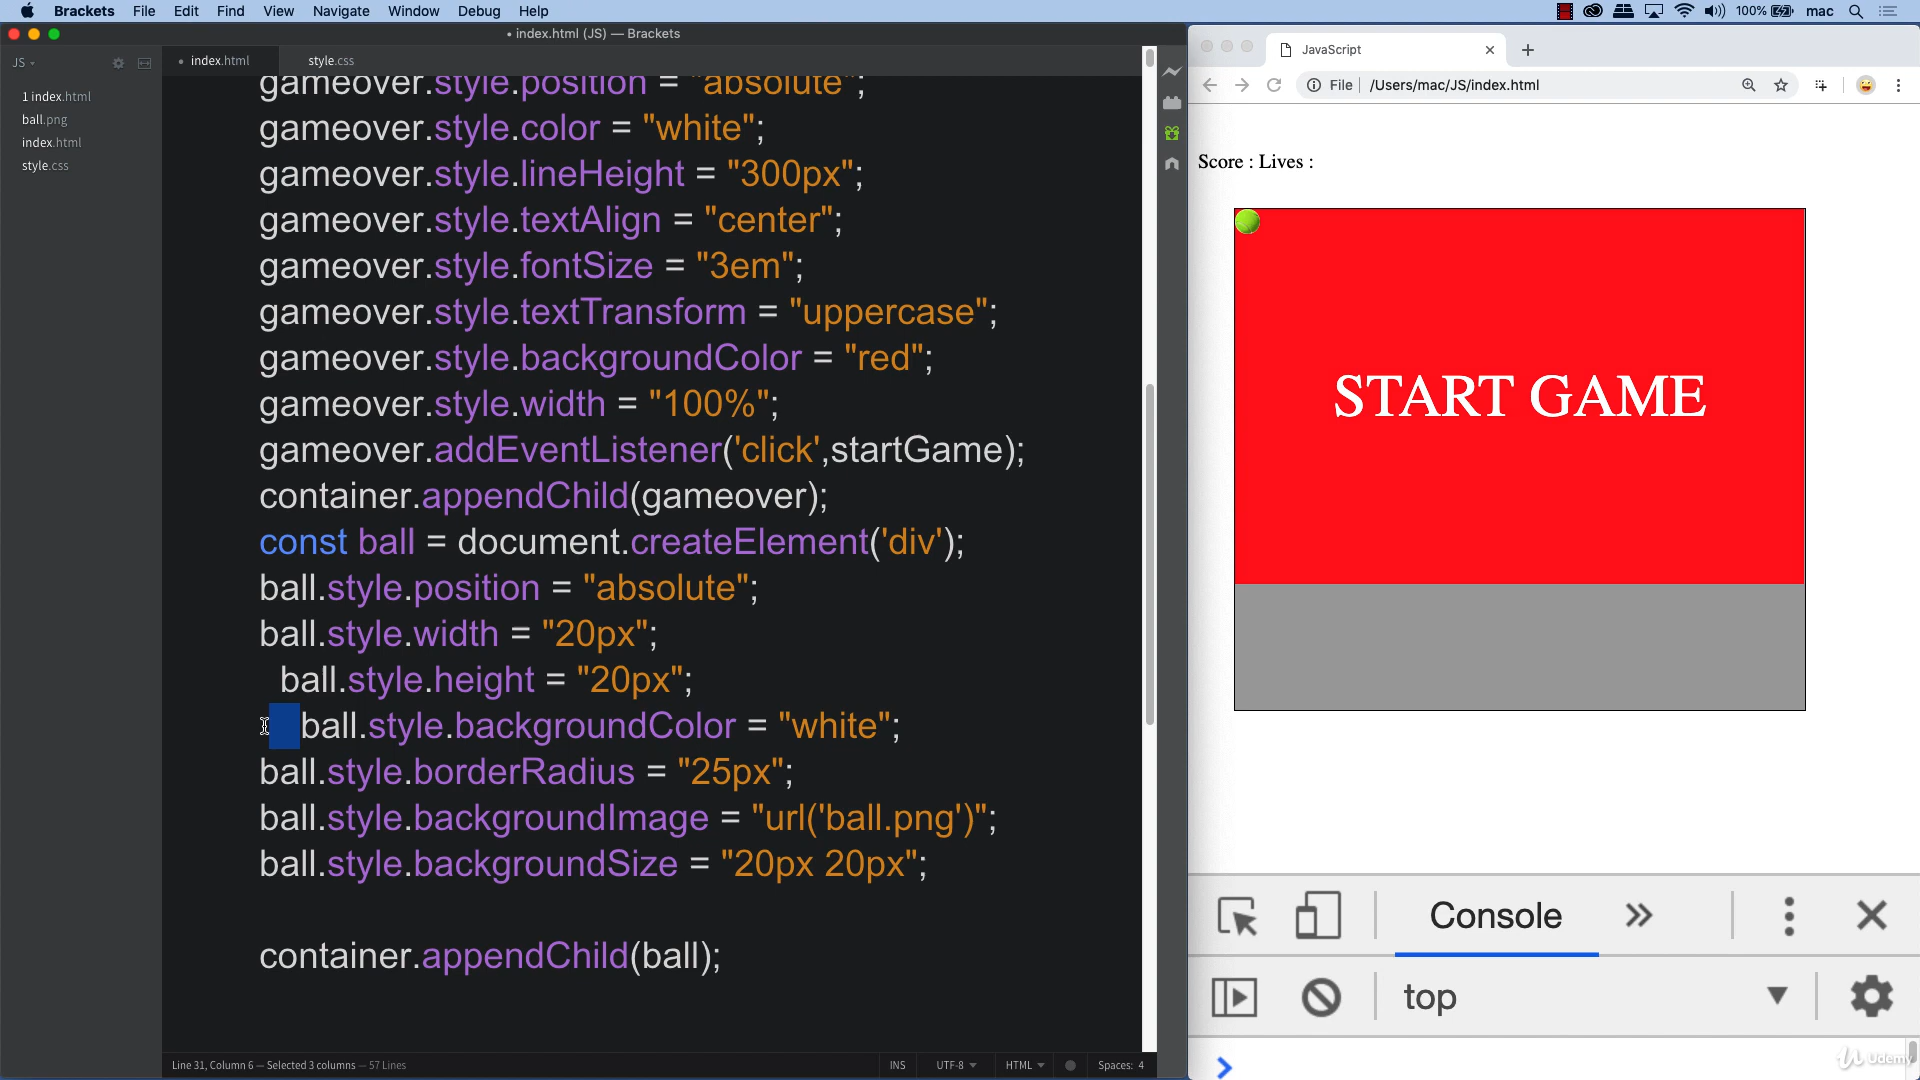 Brackets File Edit Find View Navigate Window Debug Help
100% mac
• index.html (JS) — Brackets
JS
1 index.html
ball.png
index.html
style.css
• index.html style.css
gameover.style.position = "absolute";
gameover.style.color = "white";
gameover.style.lineHeight = "300px";
gameover.style.textAlign = "center";
gameover.style.fontSize = "3em";
gameover.style.textTransform = "uppercase";
gameover.style.backgroundColor = "red";
gameover.style.width = "100%";
gameover.addEventListener('click',startGame);
container.appendChild(gameover);
const ball = document.createElement('div');
ball.style.position = "absolute";
ball.style.width = "20px";
ball.style.height = "20px";
ball.style.backgroundColor = "white";
ball.style.borderRadius = "25px";
ball.style.backgroundImage = "url('ball.png')";
ball.style.backgroundSize = "20px 20px";
container.appendChild(ball);
Line 31, Column 6 — Selected 3 columns — 57 Lines
INS UTF-8 HTML Spaces: 4
JavaScript
File /Users/mac/JS/index.html
Score : Lives :
START GAME
Console
top
Udemy